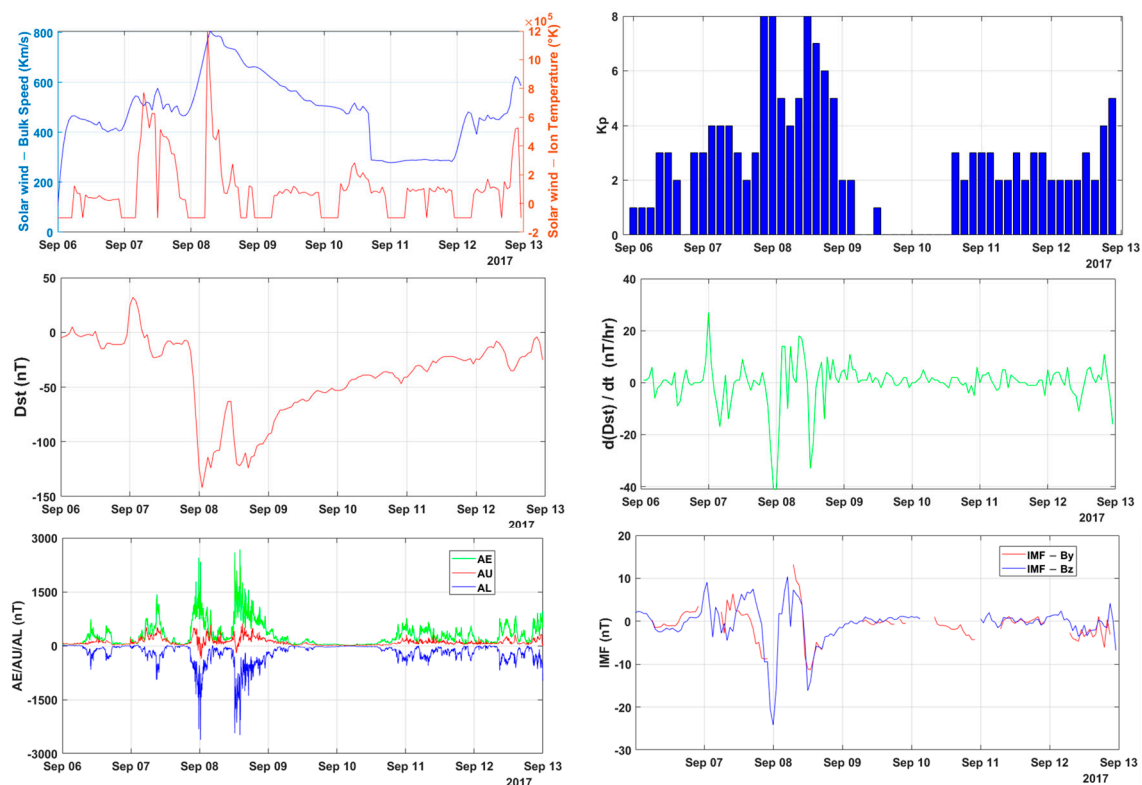 ×10⁵
800
600
400
200
0
Solar wind – Bulk Speed (Km/s)
12
10
8
6
4
2
0
-2
Solar wind – Ion Temperature (°K)
Sep 06 Sep 07 Sep 08 Sep 09 Sep 10 Sep 11 Sep 12 Sep 13
2017
8
6
4
2
0
Kp
Sep 06 Sep 07 Sep 08 Sep 09 Sep 10 Sep 11 Sep 12 Sep 13
2017
50
0
-50
-100
-150
Dst (nT)
Sep 06 Sep 07 Sep 08 Sep 09 Sep 10 Sep 11 Sep 12 Sep 13
2017
40
20
0
-20
-40
d(Dst) / dt (nT/hr)
Sep 06 Sep 07 Sep 08 Sep 09 Sep 10 Sep 11 Sep 12 Sep 13
2017
3000
1500
0
-1500
-3000
AE/AU/AL (nT)
AE
AU
AL
Sep 06 Sep 07 Sep 08 Sep 09 Sep 10 Sep 11 Sep 12 Sep 13
2017
20
10
0
-10
-20
-30
IMF (nT)
IMF – By
IMF – Bz
Sep 07 Sep 08 Sep 09 Sep 10 Sep 11 Sep 12 Sep 13
2017